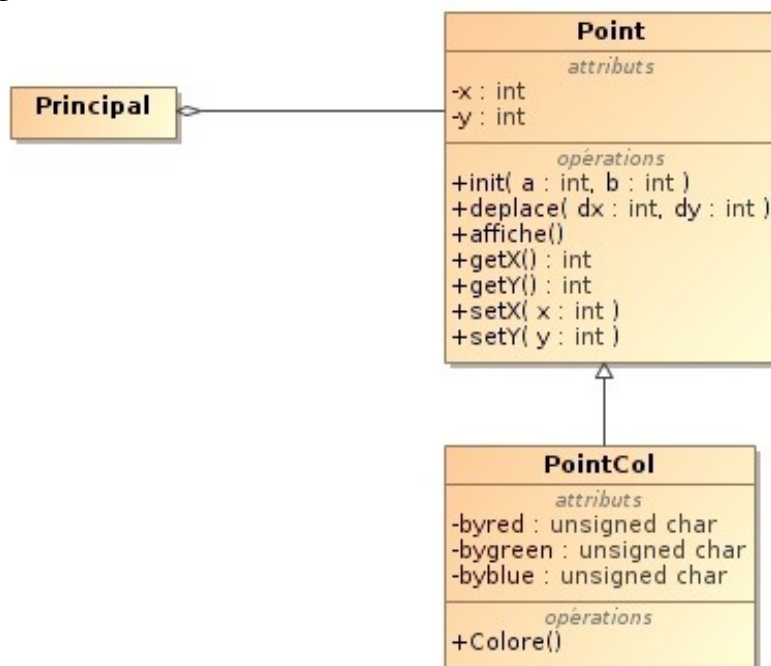 Point
attributs
-x : int
-y : int
Principal
opérations
+init( a : int, b : int )
+deplace( dx : int, dy : int )
+affiche()
+getX() : int
+getY() : int
+setX( x : int )
+setY( y : int )
PointCol
attributs
-byred : unsigned char
-bygreen : unsigned char
-byblue : unsigned char
opérations
+Colore()